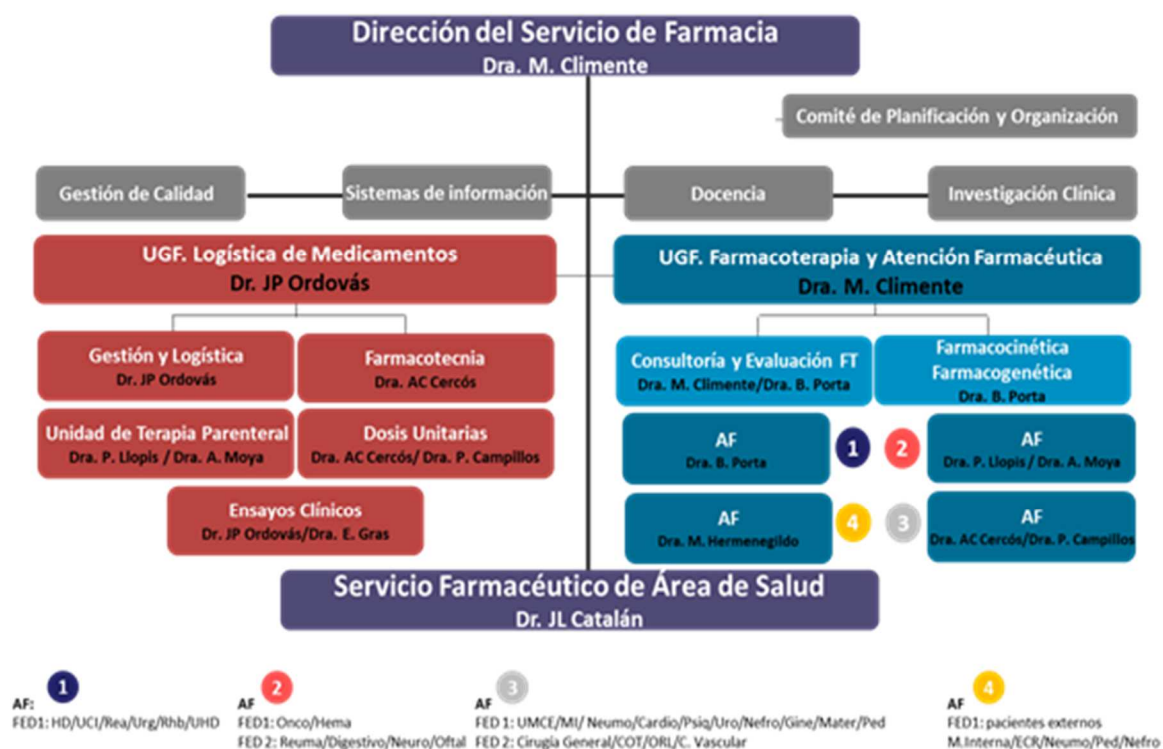 Dirección del Servicio de Farmacia
Dra. M. Climente
Comité de Planificación y Organización
Gestión de Calidad
Sistemas de información
Docencia
Investigación Clínica
UGF. Logística de Medicamentos
Dr. JP Ordovás
UGF. Farmacoterapia y Atención Farmacéutica
Dra. M. Climente
Gestión y Logística
Dr. JP Ordovás
Farmacotecnia
Dra. AC Cercós
Consultoría y Evaluación FT
Dra. M. Climente/Dra. B. Porta
Farmacocinética
Farmacogenética
Dra. B. Porta
Unidad de Terapia Parenteral
Dra. P. Llopis / Dra. A. Moya
Dosis Unitarias
Dra. AC Cercós/ Dra. P. Campillos
AF
Dra. B. Porta
1
2
AF
Dra. P. Llopis / Dra. A. Moya
Ensayos Clínicos
Dr. JP Ordovás/Dra. E. Gras
AF
Dra. M. Hermenegildo
4
3
AF
Dra. AC Cercós/Dra. P. Campillos
Servicio Farmacéutico de Área de Salud
Dr. JL Catalán
1
AF:
FED1: HD/UCI/Rea/Urg/Rhb/UHD
2
AF
FED1: Onco/Hema
FED 2: Reuma/Digestivo/Neuro/Oftal
3
AF
FED 1: UMCE/MI/ Neumo/Cardio/Psiq/Uro/Nefro/Gine/Mater/Ped
FED 2: Cirugía General/COT/ORL/C. Vascular
4
AF
FED1: pacientes externos
M.Interna/ECR/Neumo/Ped/Nefro